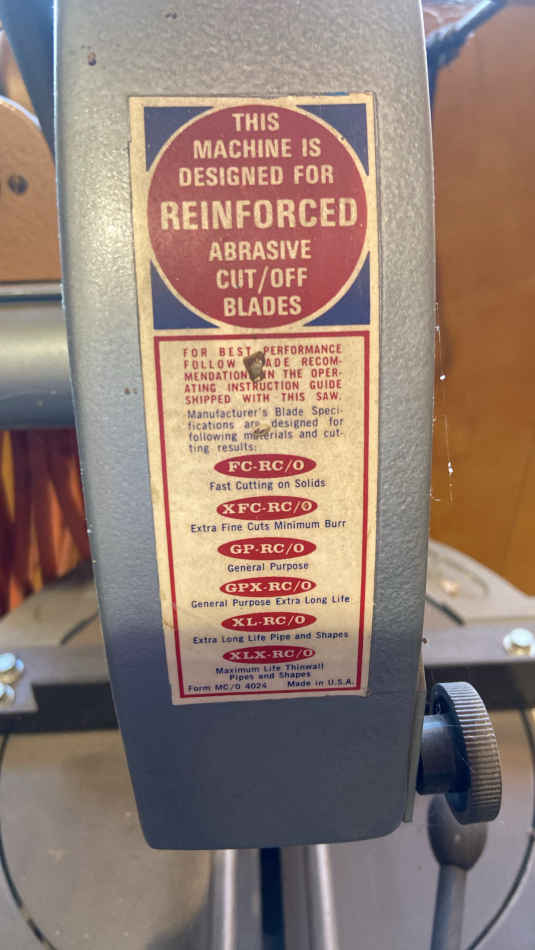 THIS
MACHINE IS
DESIGNED FOR
REINFORCED
ABRASIVE
CUT/OFF
BLADES
FOR BEST PERFORMANCE
FOLLOW BLADE RECOM-
MENDATIONS IN THE OPER-
ATING INSTRUCTION GUIDE
SHIPPED WITH THIS SAW.
Manufacturer's Blade Speci-
fications are designed for
following materials and cut-
ting results:
FC-RC/O
Fast Cutting on Solids
XFC-RC/O
Extra Fine Cuts Minimum Burr
GP-RC/O
General Purpose
GPX-RC/O
General Purpose Extra Long Life
XL-RC/O
Extra Long Life Pipe and Shapes
XLX-RC/O
Maximum Life Thinwall
Pipes and Shapes
Form MC/O 4024 Made in U.S.A.